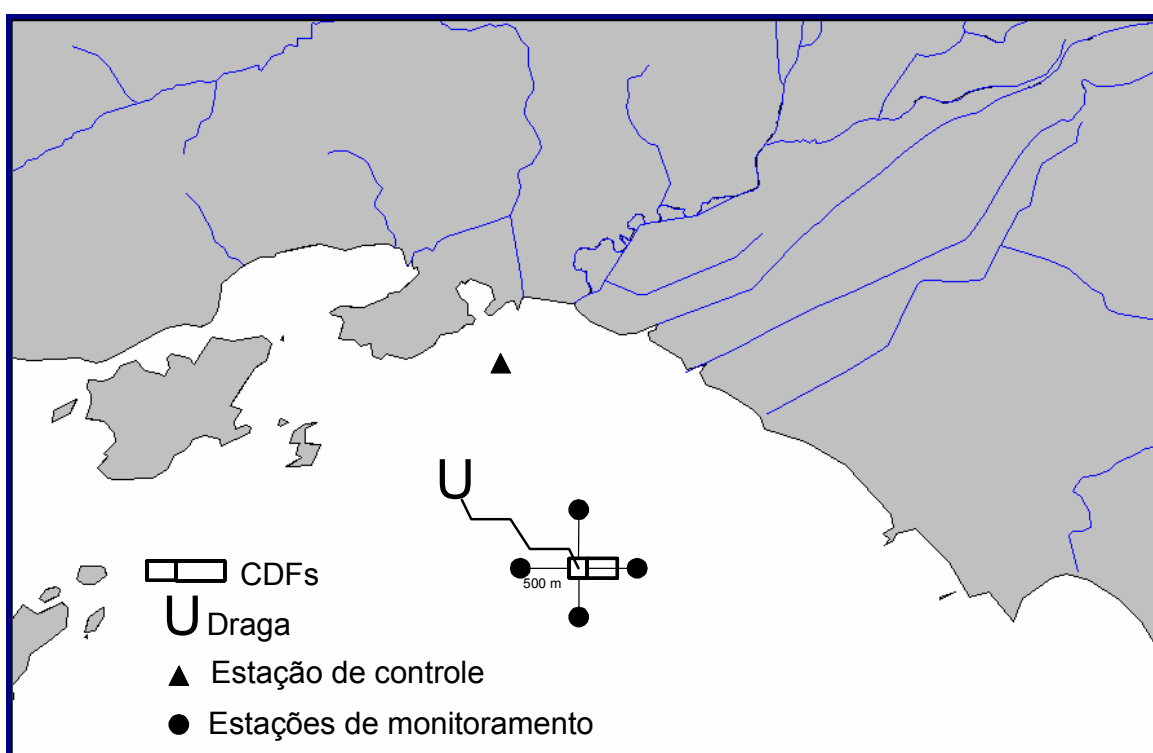 500 m
CDFs
Draga
Estação de controle
Estações de monitoramento